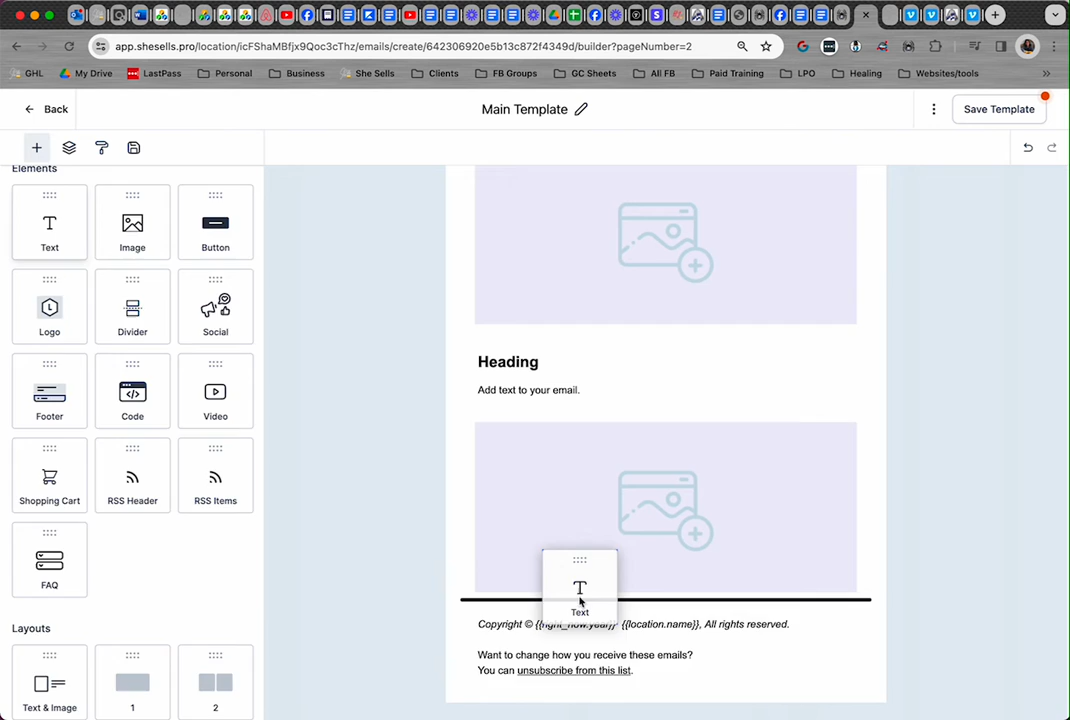 app.shesells.pro/location/icFShaMBfjx9Qoc3cThz/emails/create/642306920e5b13c872f4349d/builder?pageNumber=2
GHL
My Drive
LastPass
Personal
Business
She Sells
Clients
FB Groups
GC Sheets
All FB
Paid Training
LPO
Healing
Websites/tools
Back
Main Template
Save Template
Elements
Text
Image
Button
Logo
Divider
Social
Footer
Code
Video
Shopping Cart
RSS Header
RSS Items
FAQ
Layouts
Text & Image
1
2
Heading
Add text to your email.
Text
Copyright © {{right_now.year}} {{location.name}}, All rights reserved.
Want to change how you receive these emails?
You can unsubscribe from this list.